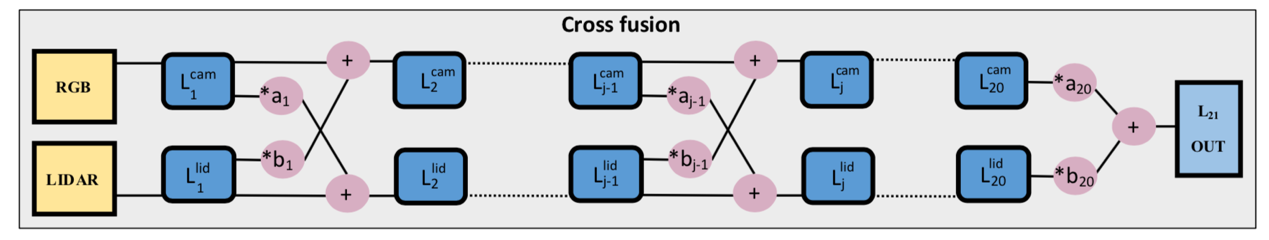 Cross fusion
RGB
L1cam
*a1
+
L2cam
Lj-1cam
*aj-1
+
Ljcam
L20cam
*a20
+
L21
OUT
LIDAR
L1lid
*b1
+
L2lid
Lj-1lid
*bj-1
+
Ljlid
L20lid
*b20